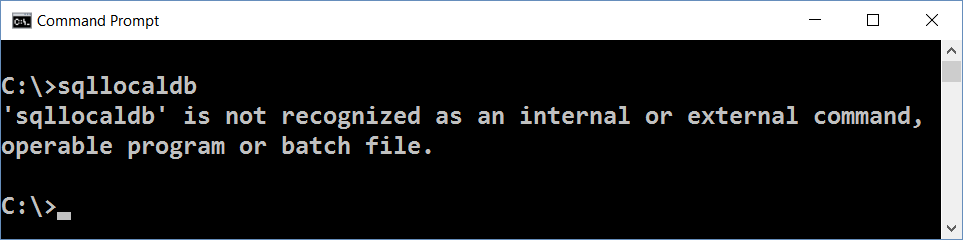 Command Prompt
C:\>sqllocaldb
'sqllocaldb' is not recognized as an internal or external command,
operable program or batch file.
C:\>